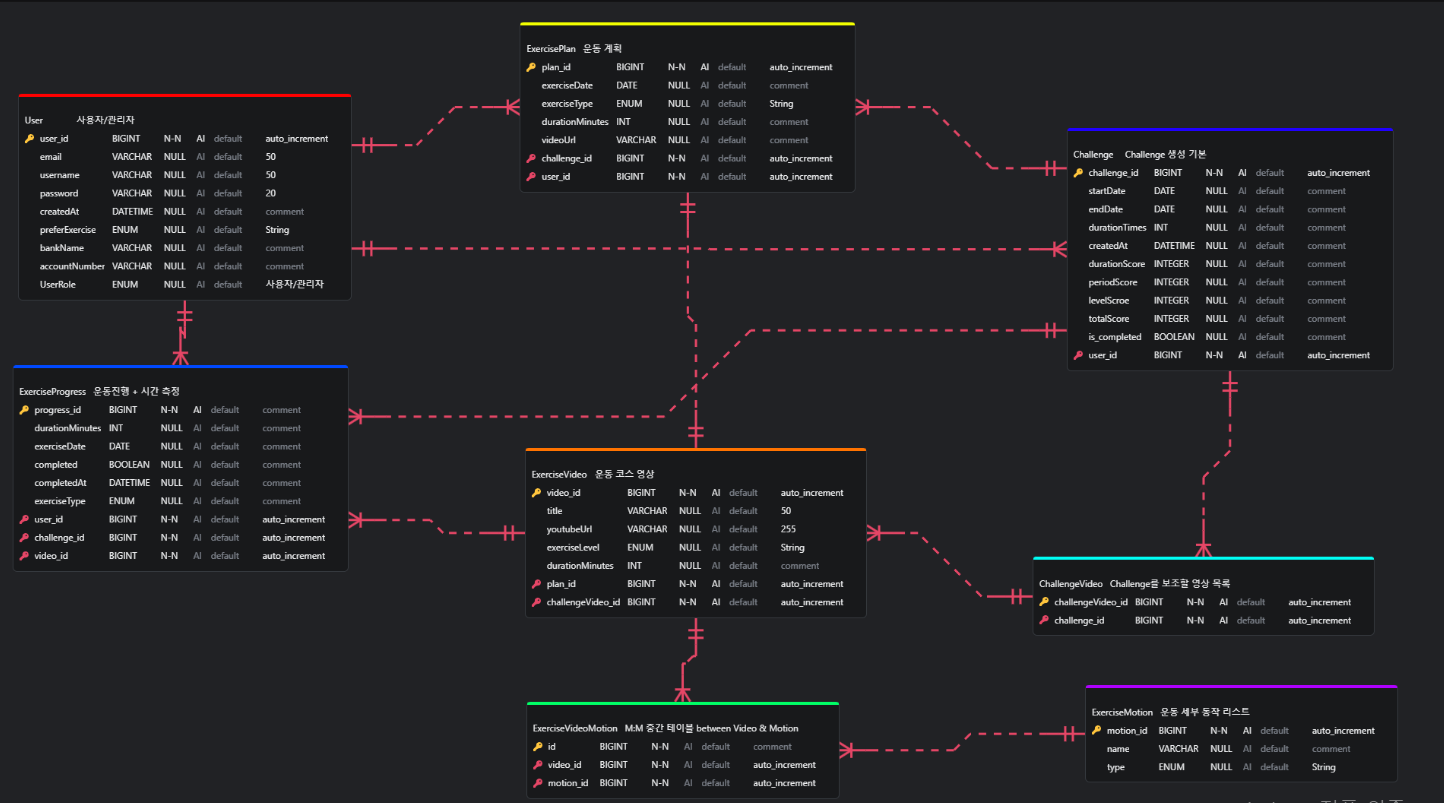 ExercisePlan 운동 계획
plan_id BIGINT N-N AI default auto_increment
exerciseDate DATE NULL AI default comment
exerciseType ENUM NULL AI default String
durationMinutes INT NULL AI default comment
videoUrl VARCHAR NULL AI default comment
challenge_id BIGINT N-N AI default auto_increment
user_id BIGINT N-N AI default auto_increment
User 사용자/관리자
user_id BIGINT N-N AI default auto_increment
email VARCHAR NULL AI default 50
username VARCHAR NULL AI default 50
password VARCHAR NULL AI default 20
createdAt DATETIME NULL AI default comment
preferExercise ENUM NULL AI default String
bankName VARCHAR NULL AI default comment
accountNumber VARCHAR NULL AI default comment
UserRole ENUM NULL AI default 사용자/관리자
Challenge Challenge 생성 기본
challenge_id BIGINT N-N AI default auto_increment
startDate DATE NULL AI default comment
endDate DATE NULL AI default comment
durationTimes INT NULL AI default comment
createdAt DATETIME NULL AI default comment
durationScore INTEGER NULL AI default comment
periodScore INTEGER NULL AI default comment
levelScroe INTEGER NULL AI default comment
totalScore INTEGER NULL AI default comment
is_completed BOOLEAN NULL AI default comment
user_id BIGINT N-N AI default auto_increment
ExerciseProgress 운동진행 + 시간 측정
progress_id BIGINT N-N AI default comment
durationMinutes INT NULL AI default comment
exerciseDate DATE NULL AI default comment
completed BOOLEAN NULL AI default comment
completedAt DATETIME NULL AI default comment
exerciseType ENUM NULL AI default comment
user_id BIGINT N-N AI default auto_increment
challenge_id BIGINT N-N AI default auto_increment
video_id BIGINT N-N AI default auto_increment
ExerciseVideo 운동 코스 영상
video_id BIGINT N-N AI default auto_increment
title VARCHAR NULL AI default 50
youtubeUrl VARCHAR NULL AI default 255
exerciseLevel ENUM NULL AI default String
durationMinutes INT NULL AI default comment
plan_id BIGINT N-N AI default auto_increment
challengeVideo_id BIGINT N-N AI default auto_increment
ChallengeVideo Challenge를 보조할 영상 목록
challengeVideo_id BIGINT N-N AI default auto_increment
challenge_id BIGINT N-N AI default auto_increment
ExerciseVideoMotion M:M 중간 테이블 between Video & Motion
id BIGINT N-N AI default comment
video_id BIGINT N-N AI default auto_increment
motion_id BIGINT N-N AI default auto_increment
ExerciseMotion 운동 세부 동작 리스트
motion_id BIGINT N-N AI default auto_increment
name VARCHAR NULL AI default comment
type ENUM NULL AI default String